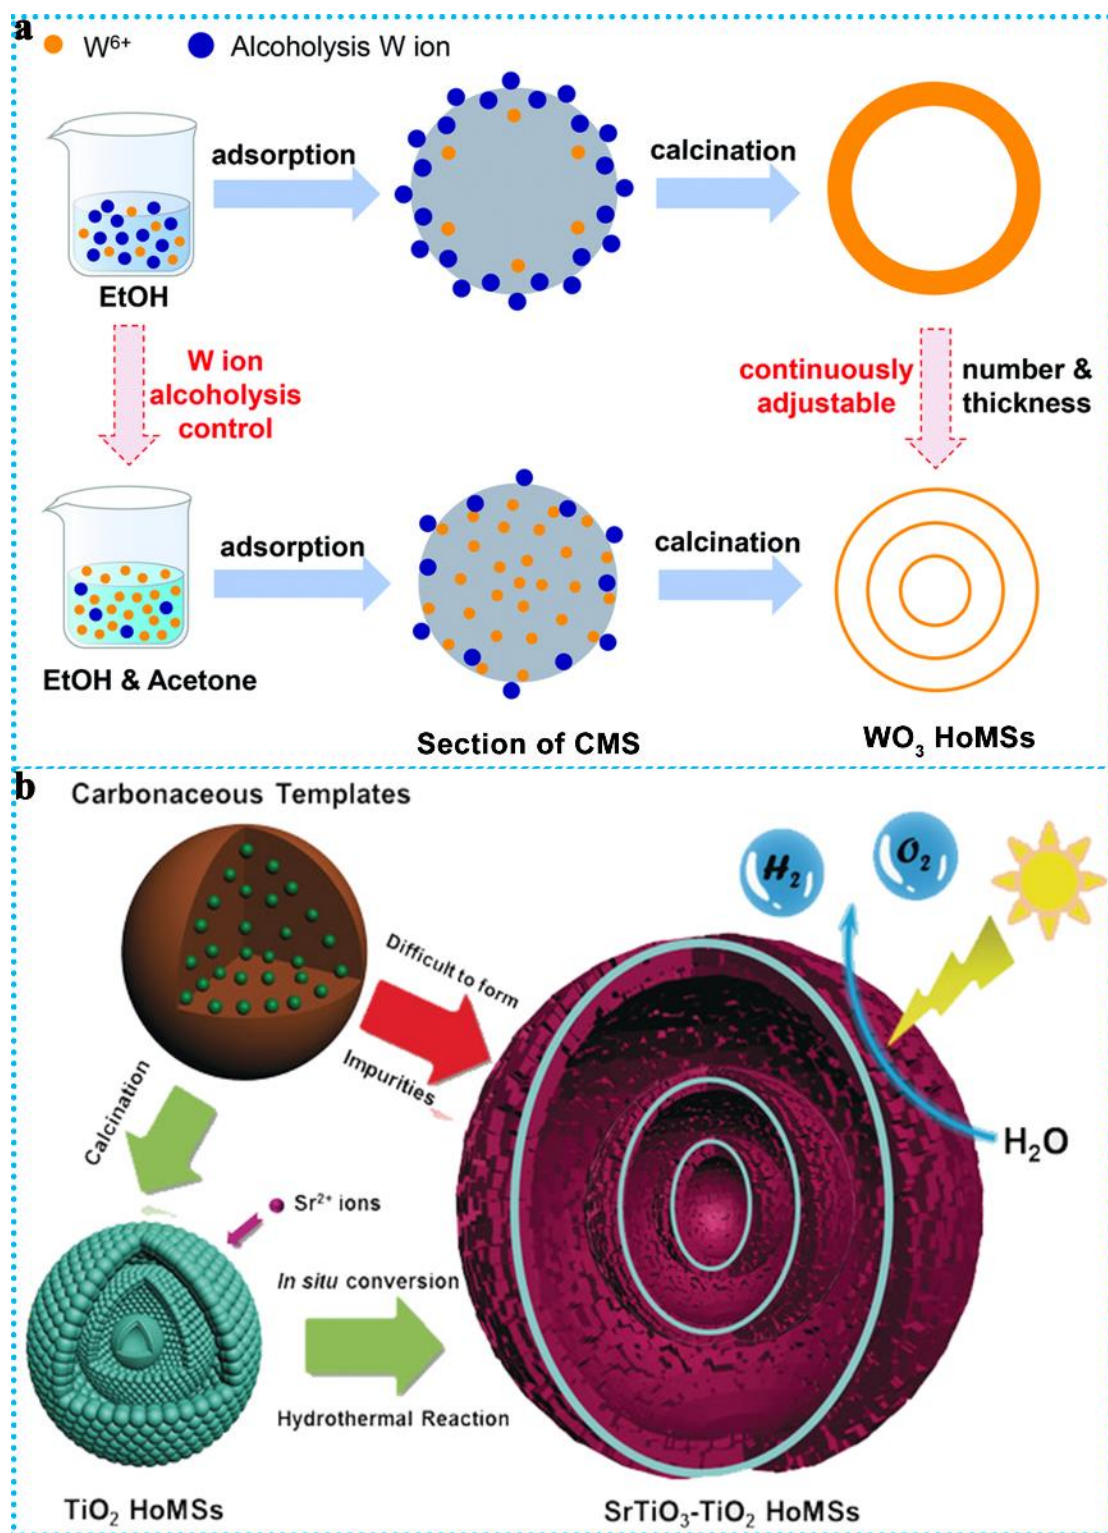 a
W⁶⁺ Alcoholysis W ion
adsorption
calcination
EtOH
W ion
alcoholysis
control
continuously
adjustable
number &
thickness
adsorption
calcination
EtOH & Acetone
Section of CMS
WO₃ HoMSs
b
Carbonaceous Templates
H₂
O₂
Difficult to form
Impurities
Calcination
H₂O
Sr²⁺ ions
In situ conversion
Hydrothermal Reaction
TiO₂ HoMSs
SrTiO₃-TiO₂ HoMSs